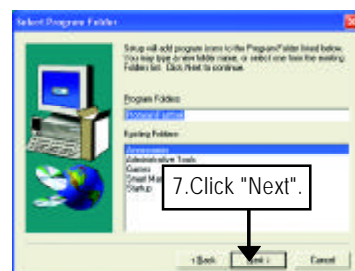 Select Program Folder
Setup will add program icons to the Program Folder listed below.
You may type a new folder name, or select one from the existing
Folders list. Click Next to continue.
Program Folders
Existing Folders
Accessories
Administrative Tools
Games
Startup
7.Click "Next".
< Back
Next >
Cancel